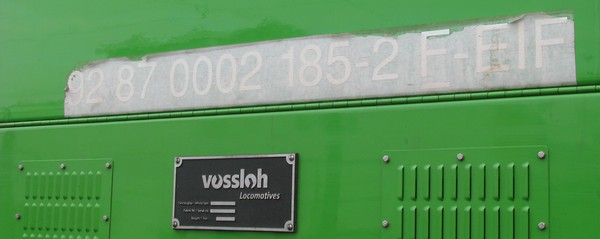 92 87 0002 185-2 F-EIF
vossloh
Locomotives